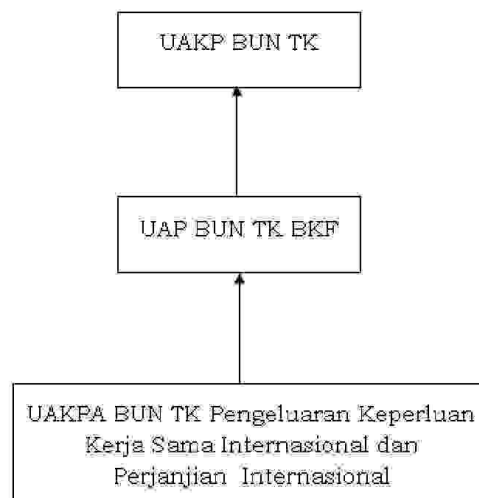 UAKP BUN TK
UAP BUN TK BKF
UAKPA BUN TK Pengeluaran Keperluan
Kerja Sama Internasional dan
Perjanjian Internasional